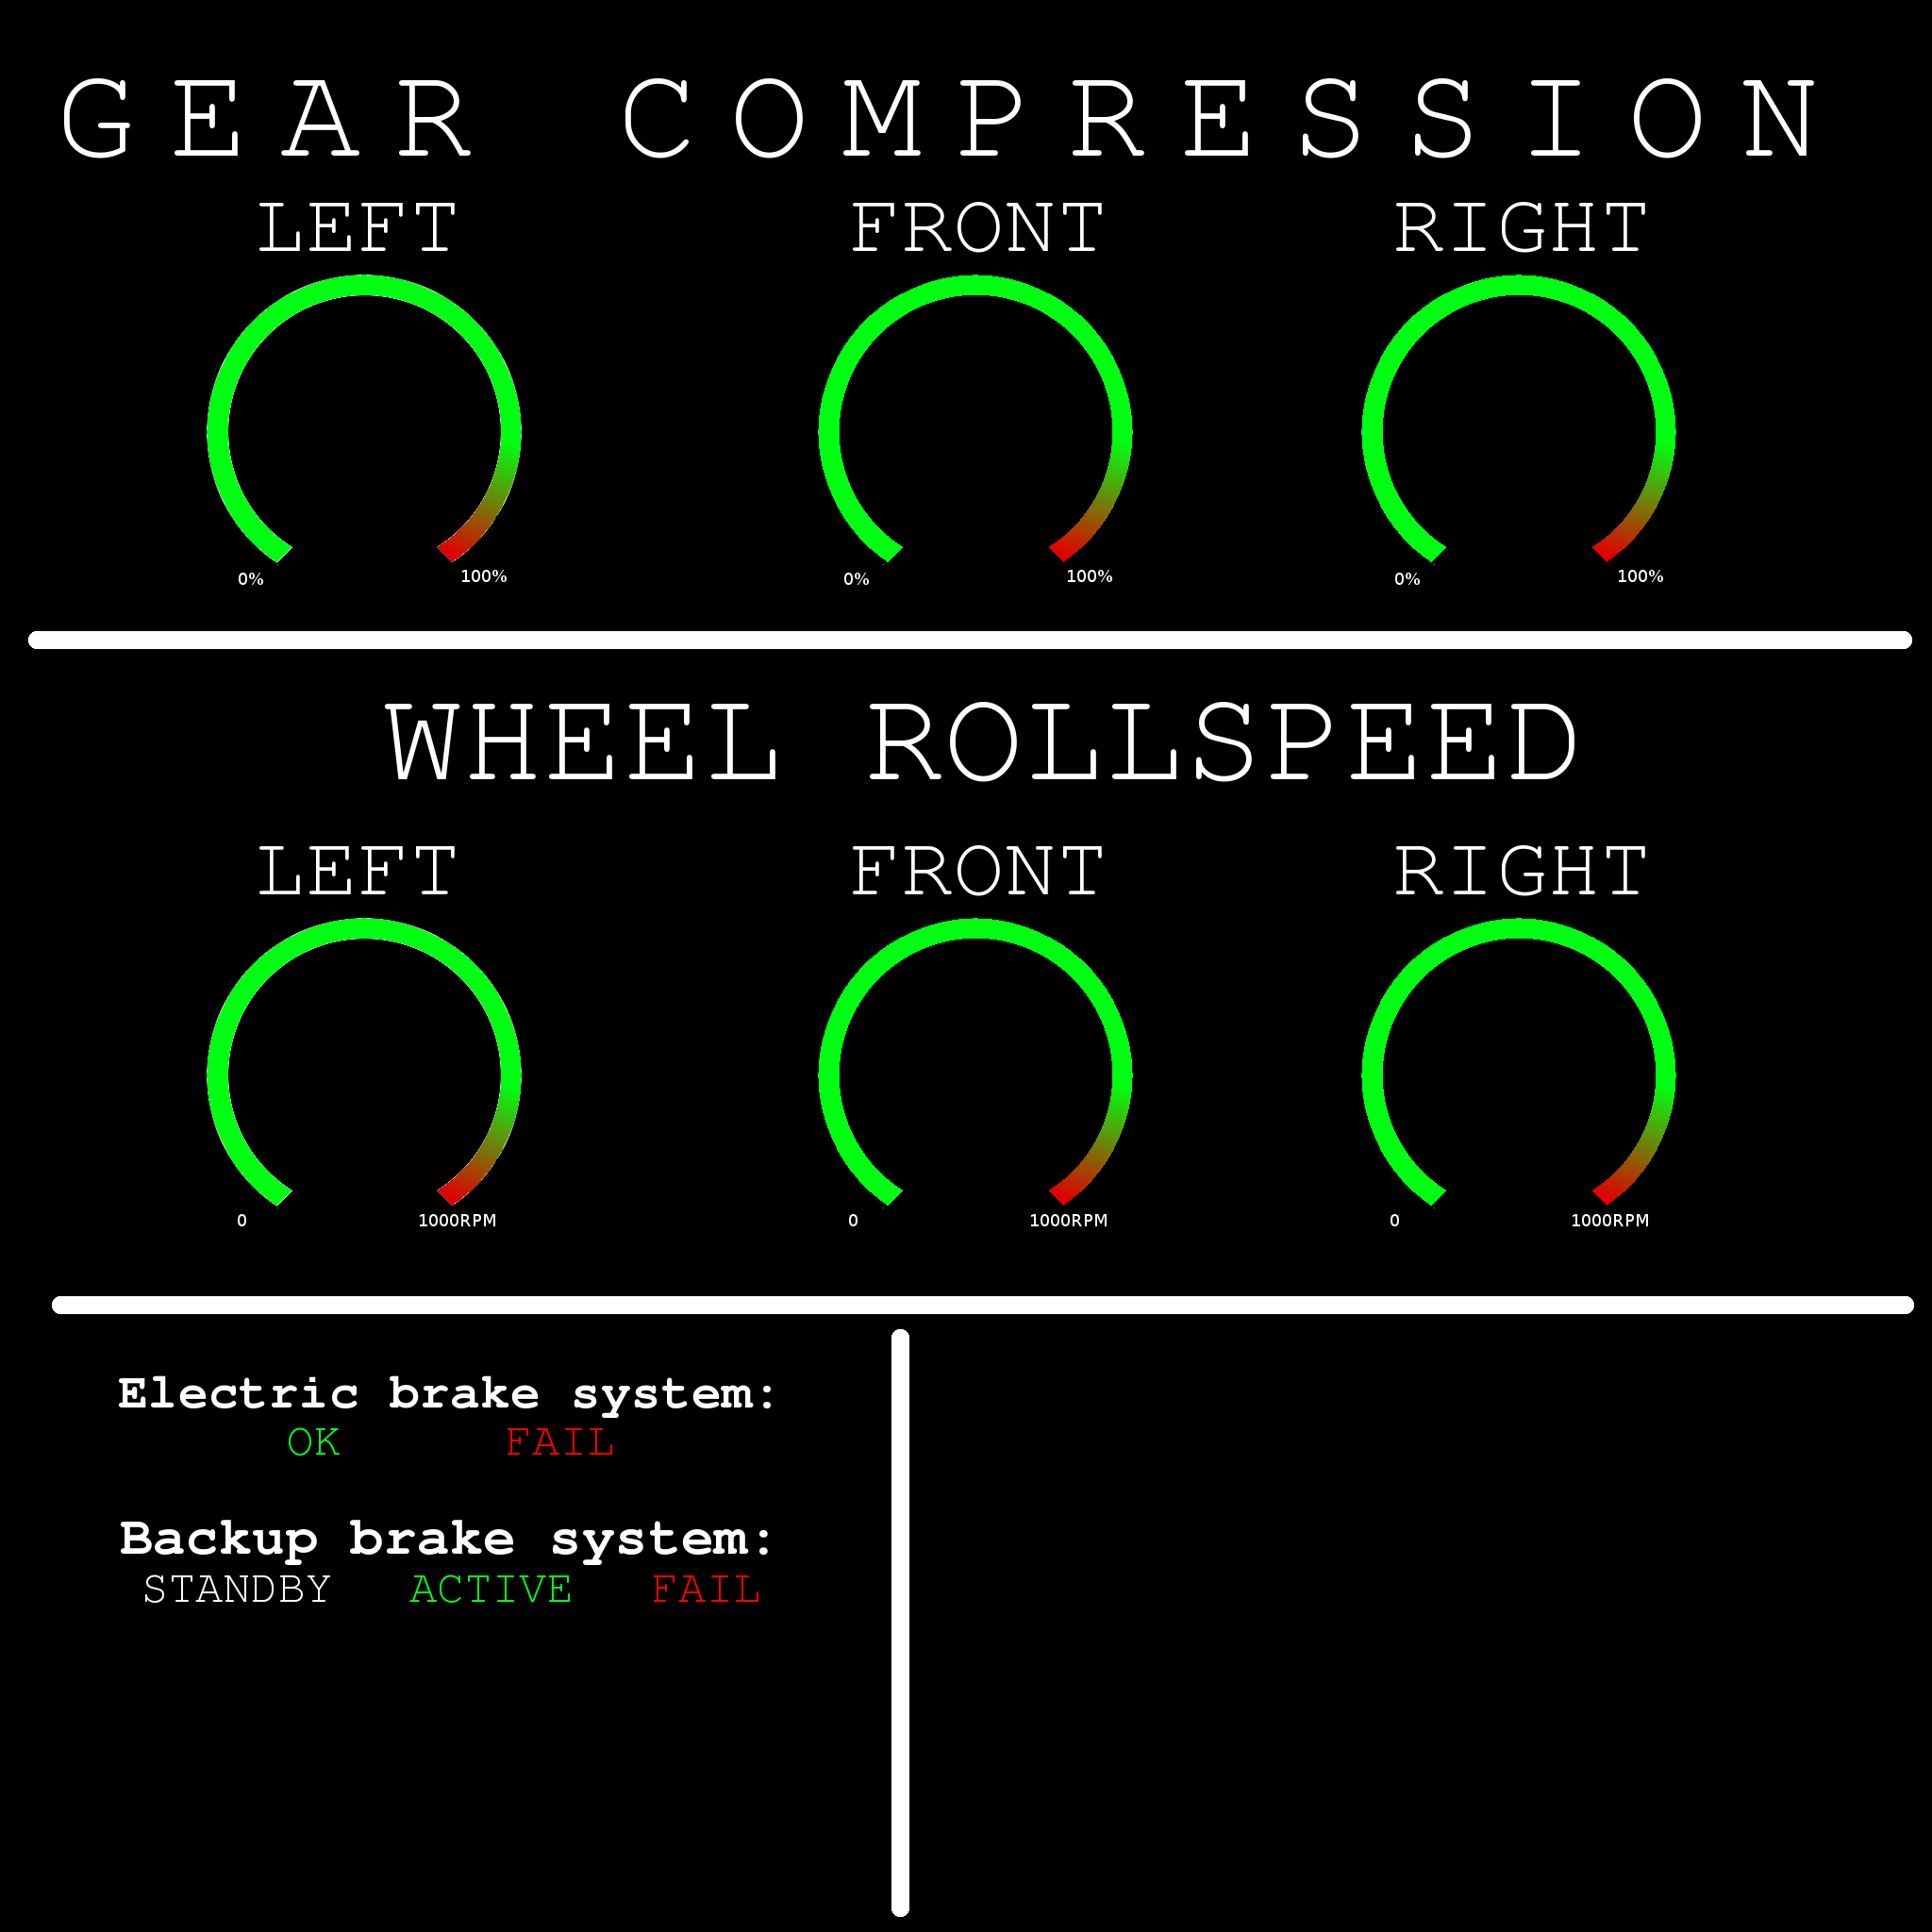 GEAR COMPRESSION
LEFT FRONT RIGHT
0% 100% 0% 100% 0% 100%
WHEEL ROLLSPEED
LEFT FRONT RIGHT
0 1000RPM 0 1000RPM 0 1000RPM
Electric brake system:
OK FAIL
Backup brake system:
STANDBY ACTIVE FAIL